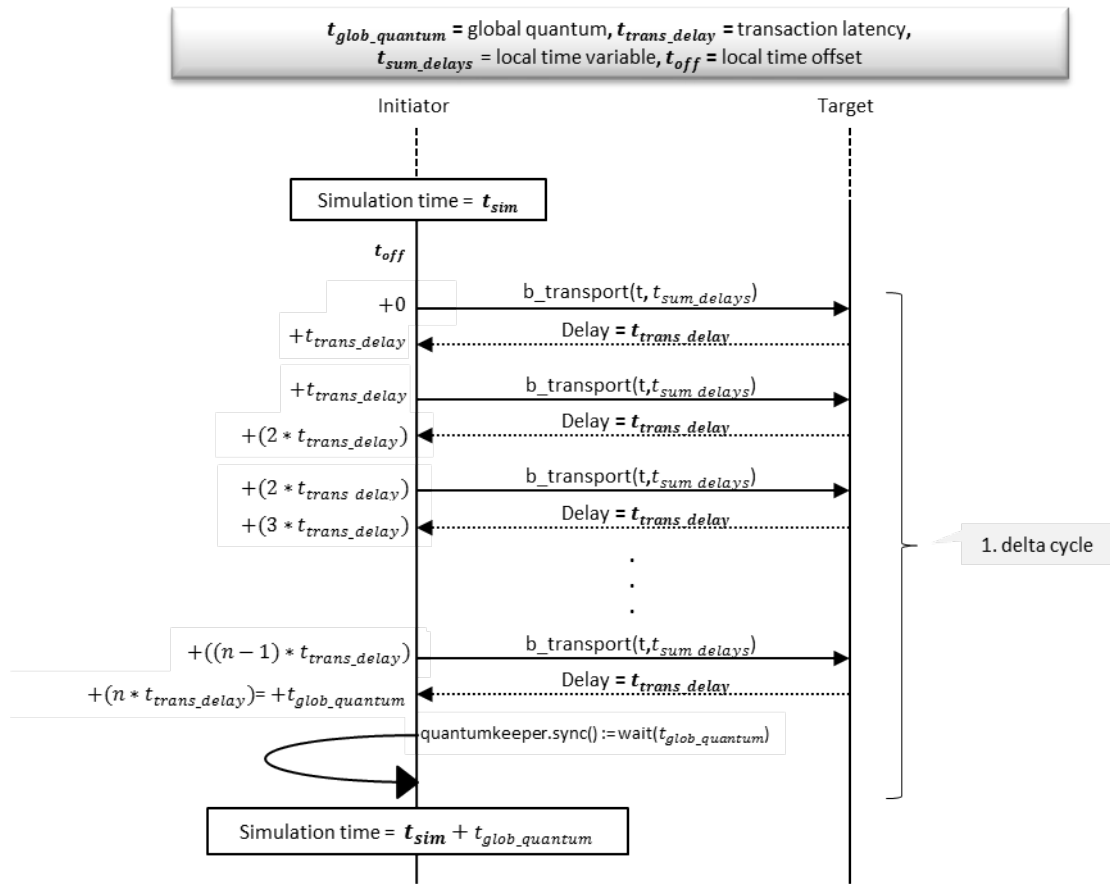 t_glob_quantum = global quantum, t_trans_delay = transaction latency,
t_sum_delays = local time variable, t_off = local time offset
Initiator
Target
Simulation time = t_sim
t_off
+0
b_transport(t, t_sum_delays)
+t_trans_delay
Delay = t_trans_delay
+t_trans_delay
b_transport(t,t_sum_delays)
+(2 * t_trans_delay)
Delay = t_trans_delay
+(2 * t_trans_delay)
b_transport(t,t_sum_delays)
+(3 * t_trans_delay)
Delay = t_trans_delay
1. delta cycle
.
.
.
+((n − 1) * t_trans_delay)
b_transport(t,t_sum_delays)
+(n * t_trans_delay)= +t_glob_quantum
Delay = t_trans_delay
quantumkeeper.sync() := wait(t_glob_quantum)
Simulation time = t_sim + t_glob_quantum